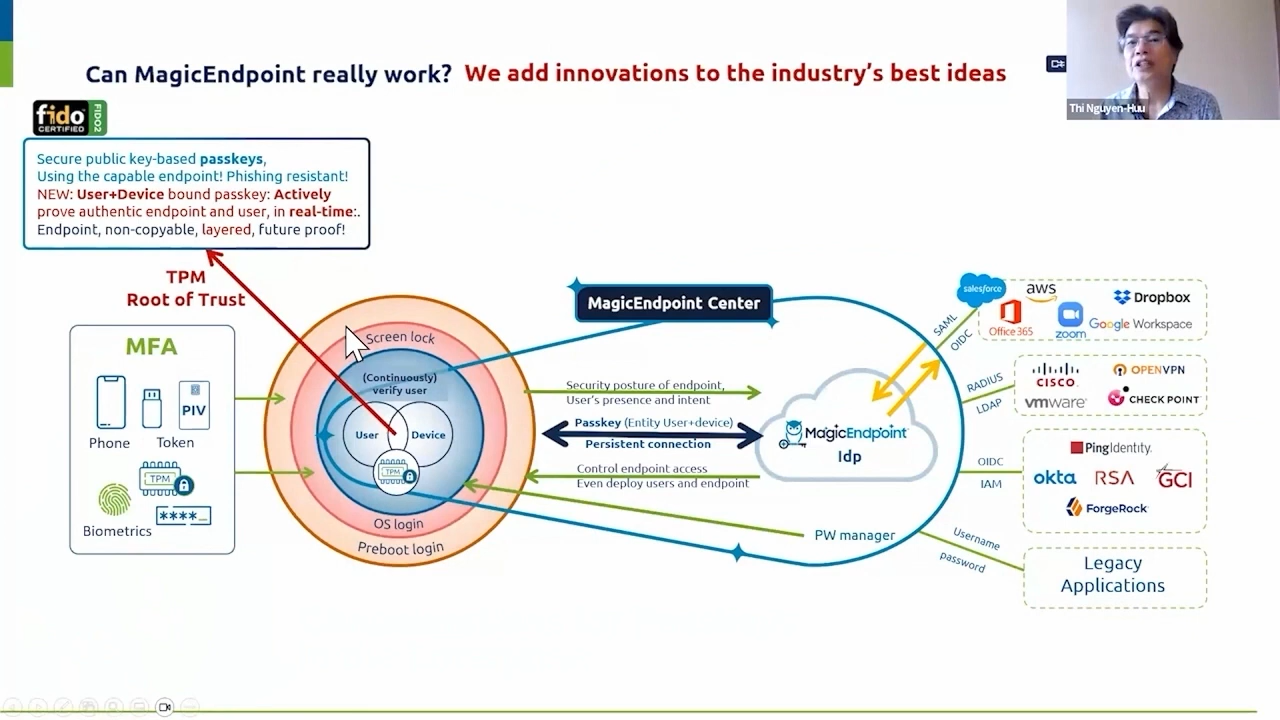 Can MagicEndpoint really work? We add innovations to the industry's best ideas
Thi Nguyen-Huu
fido
CERTIFIED
FIDO2
Secure public key-based passkeys,
Using the capable endpoint! Phishing resistant!
NEW: User+Device bound passkey: Actively
prove authentic endpoint and user, in real-time:.
Endpoint, non-copyable, layered, future proof!
TPM
Root of Trust
MFA
PIV
Phone
Token
TPM
Biometrics
****_
Screen lock
(Continuously)
verify user
User
Device
TPM
OS login
Preboot login
MagicEndpoint Center
Security posture of endpoint,
User's presence and intent
Passkey (Entity User+device)
Persistent connection
Control endpoint access
Even deploy users and endpoint
MagicEndpoint
Idp
PW manager
SAML
OIDC
salesforce
aws
Dropbox
Office 365
zoom
Google Workspace
RADIUS
LDAP
CISCO
OPENVPN
vmware
CHECK POINT
OIDC
IAM
PingIdentity.
okta
RSA
GCI
ForgeRock
Username
password
Legacy
Applications